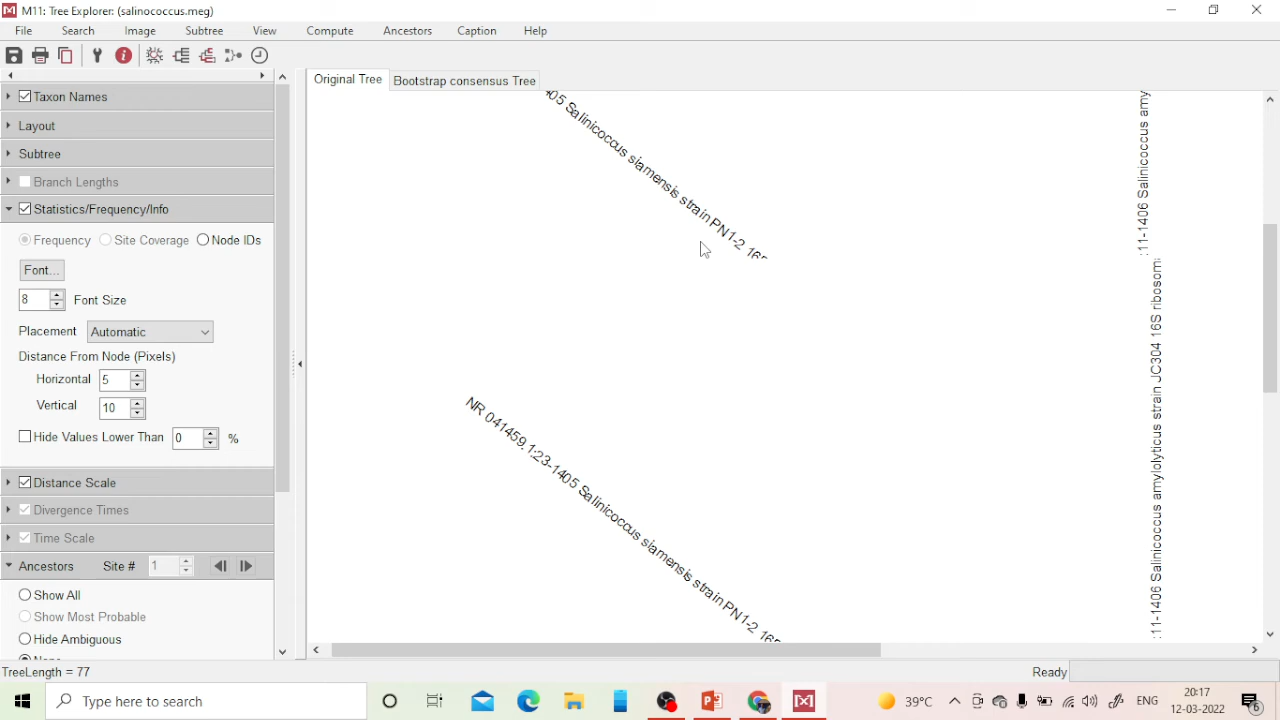 M11: Tree Explorer: (salinococcus.meg)
File Search Image Subtree View Compute Ancestors Caption Help
Original Tree Bootstrap consensus Tree
Taxon Names
Layout
Subtree
Branch Lengths
Statistics/Frequency/Info
Frequency Site Coverage Node IDs
Font...
8 Font Size
Placement Automatic
Distance From Node (Pixels)
Horizontal 5
Vertical 10
Hide Values Lower Than 0 %
Distance Scale
Divergence Times
Time Scale
Ancestors Site # 1
Show All
Show Most Probable
Hide Ambiguous
405 Salinicoccus siamensis strain PN1-2 16S
:11-1406 Salinicoccus amy
NR 041459.1:23-1405 Salinicoccus siamensis strain PN1-2 16S
:11-1406 Salinicoccus amylolyticus strain JC304 16S ribosom
TreeLength = 77
Ready
Type here to search
39°C
ENG
20:17
12-03-2022
6